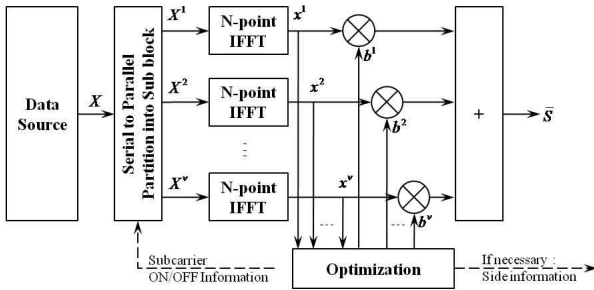 Data
Source
X
Serial to Parallel
Partition into Sub block
X¹
N-point
IFFT
x¹
b¹
X²
N-point
IFFT
x²
b²
...
Xᵛ
N-point
IFFT
xᵛ
bᵛ
...
...
+
s̄
Subcarrier
ON/OFF Information
Optimization
If necessary :
Side information